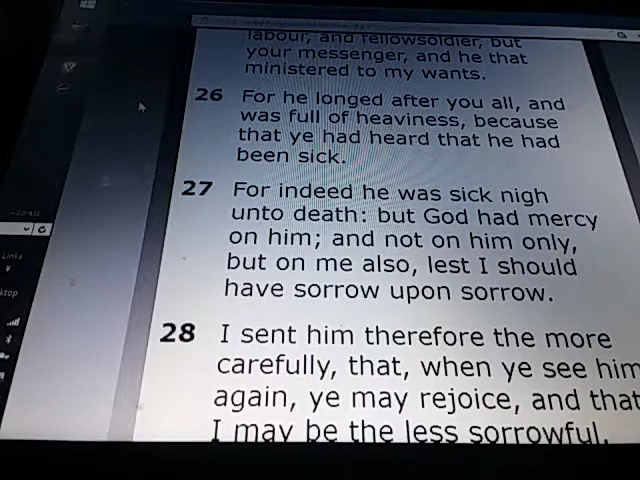 labour, and fellowsoldier, but
your messenger, and he that
ministered to my wants.
26 For he longed after you all, and
was full of heaviness, because
that ye had heard that he had
been sick.
27 For indeed he was sick nigh
unto death: but God had mercy
on him; and not on him only,
but on me also, lest I should
have sorrow upon sorrow.
28 I sent him therefore the more
carefully, that, when ye see him
again, ye may rejoice, and that
I may be the less sorrowful.
Links
ktop